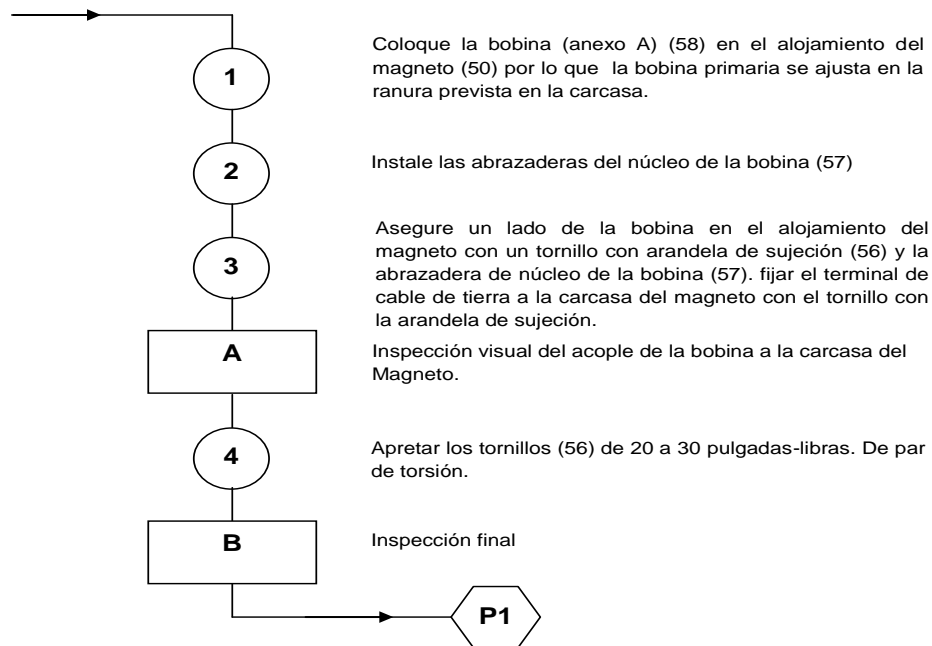 1
Coloque la bobina (anexo A) (58) en el alojamiento del
magneto (50) por lo que la bobina primaria se ajusta en la
ranura prevista en la carcasa.
2
Instale las abrazaderas del núcleo de la bobina (57)
3
Asegure un lado de la bobina en el alojamiento del
magneto con un tornillo con arandela de sujeción (56) y la
abrazadera de núcleo de la bobina (57). fijar el terminal de
cable de tierra a la carcasa del magneto con el tornillo con
la arandela de sujeción.
A
Inspección visual del acople de la bobina a la carcasa del
Magneto.
4
Apretar los tornillos (56) de 20 a 30 pulgadas-libras. De par
de torsión.
B
Inspección final
P1